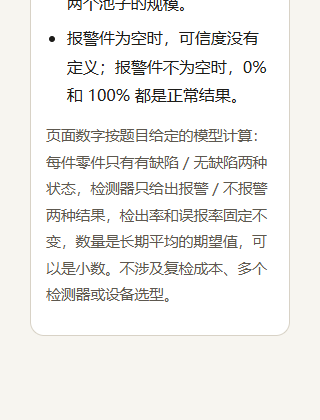 两个池子的规模。
报警件为空时，可信度没有
定义；报警件不为空时，0%
和 100% 都是正常结果。
页面数字按题目给定的模型计算：
每件零件只有有缺陷 / 无缺陷两种
状态，检测器只给出报警 / 不报警
两种结果，检出率和误报率固定不
变，数量是长期平均的期望值，可
以是小数。不涉及复检成本、多个
检测器或设备选型。